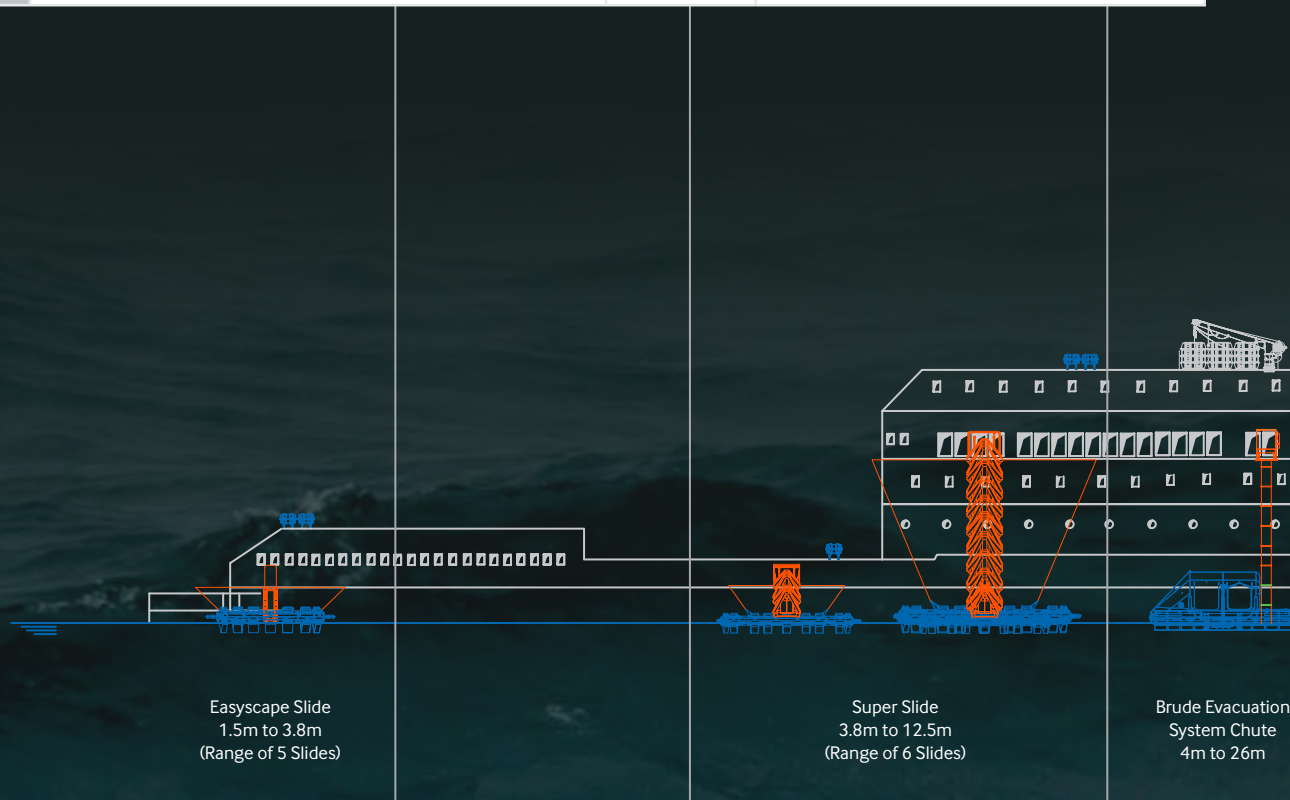 Easyscape Slide
1.5m to 3.8m
(Range of 5 Slides)
Super Slide
3.8m to 12.5m
(Range of 6 Slides)
Brude Evacuation
System Chute
4m to 26m